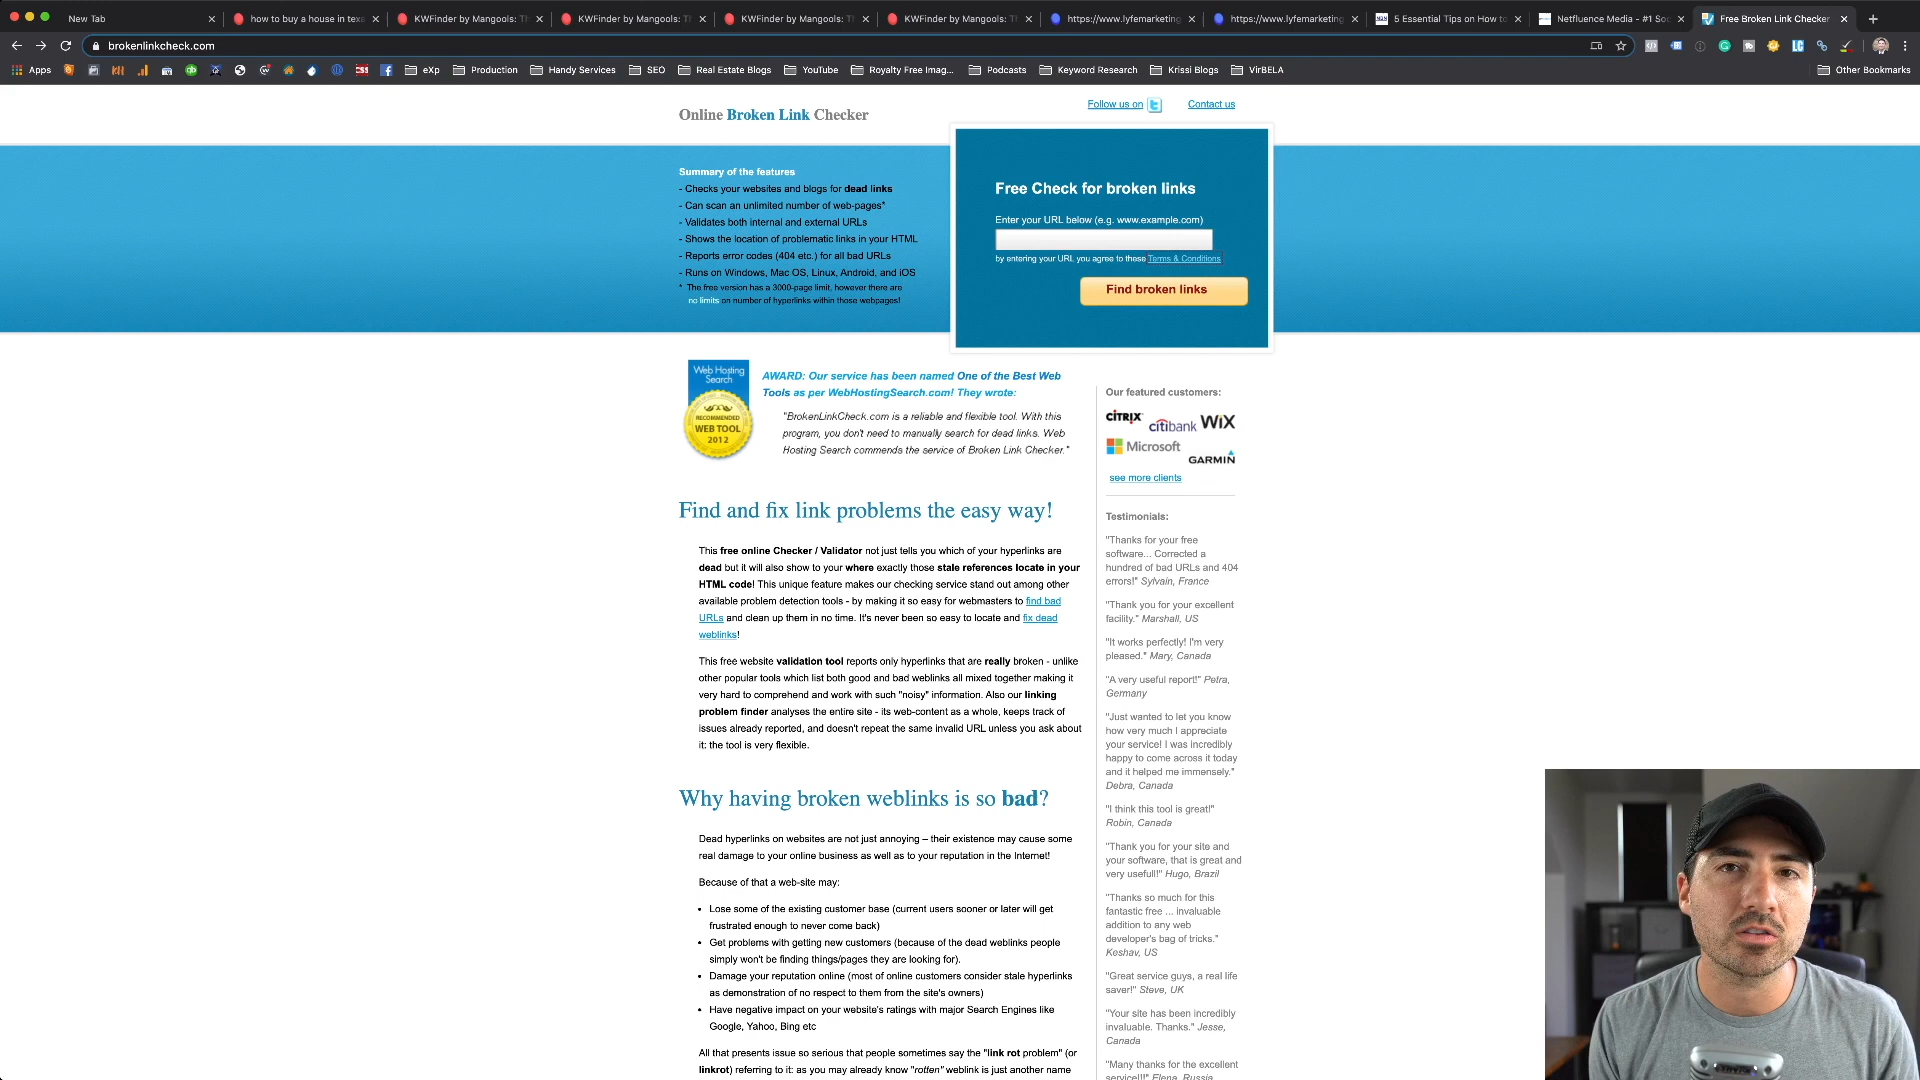 New Tab
how to buy a house in texa
KWFinder by Mangools: Th
KWFinder by Mangools: Th
KWFinder by Mangools: Th
KWFinder by Mangools: Th
https://www.lyfemarketing
https://www.lyfemarketing
5 Essential Tips on How to
Netfluence Media - #1 Soc
Free Broken Link Checker
brokenlinkcheck.com
Apps
eXp
Production
Handy Services
SEO
Real Estate Blogs
YouTube
Royalty Free Imag...
Podcasts
Keyword Research
Krissi Blogs
VirBELA
Other Bookmarks
Online Broken Link Checker
Follow us on
Contact us
Summary of the features
- Checks your websites and blogs for dead links
- Can scan an unlimited number of web-pages*
- Validates both internal and external URLs
- Shows the location of problematic links in your HTML
- Reports error codes (404 etc.) for all bad URLs
- Runs on Windows, Mac OS, Linux, Android, and iOS
* The free version has a 3000-page limit, however there are
no limits on number of hyperlinks within those webpages!
Free Check for broken links
Enter your URL below (e.g. www.example.com)
by entering your URL you agree to these Terms & Conditions
Find broken links
Web Hosting
Search
RECOMMENDED
WEB TOOL
2012
AWARD: Our service has been named One of the Best Web
Tools as per WebHostingSearch.com! They wrote:
"BrokenLinkCheck.com is a reliable and flexible tool. With this
program, you don't need to manually search for dead links. Web
Hosting Search commends the service of Broken Link Checker."
Find and fix link problems the easy way!
This free online Checker / Validator not just tells you which of your hyperlinks are
dead but it will also show to your where exactly those stale references locate in your
HTML code! This unique feature makes our checking service stand out among other
available problem detection tools - by making it so easy for webmasters to find bad
URLs and clean up them in no time. It's never been so easy to locate and fix dead
weblinks!
This free website validation tool reports only hyperlinks that are really broken - unlike
other popular tools which list both good and bad weblinks all mixed together making it
very hard to comprehend and work with such "noisy" information. Also our linking
problem finder analyses the entire site - its web-content as a whole, keeps track of
issues already reported, and doesn't repeat the same invalid URL unless you ask about
it: the tool is very flexible.
Why having broken weblinks is so bad?
Dead hyperlinks on websites are not just annoying – their existence may cause some
real damage to your online business as well as to your reputation in the Internet!
Because of that a web-site may:
• Lose some of the existing customer base (current users sooner or later will get
frustrated enough to never come back)
• Get problems with getting new customers (because of the dead weblinks people
simply won't be finding things/pages they are looking for).
• Damage your reputation online (most of online customers consider stale hyperlinks
as demonstration of no respect to them from the site's owners)
• Have negative impact on your website's ratings with major Search Engines like
Google, Yahoo, Bing etc
All that presents issue so serious that people sometimes say the "link rot problem" (or
linkrot) referring to it: as you may already know "rotten" weblink is just another name
Our featured customers:
CİTRIX
citibank
WiX
Microsoft
GARMIN
see more clients
Testimonials:
"Thanks for your free
software... Corrected a
hundred of bad URLs and 404
errors!" Sylvain, France
"Thank you for your excellent
facility." Marshall, US
"It works perfectly! I'm very
pleased." Mary, Canada
"A very useful report!" Petra,
Germany
"Just wanted to let you know
how very much I appreciate
your service! I was incredibly
happy to come across it today
and it helped me immensely."
Debra, Canada
"I think this tool is great!"
Robin, Canada
"Thank you for your site and
your software, that is great and
very useful!" Hugo, Brazil
"Thanks so much for this
fantastic free ... invaluable
addition to any web
developer's bag of tricks."
Keshav, US
"Great service guys, a real life
saver!" Steve, UK
"Your site has been incredibly
invaluable. Thanks." Jesse,
Canada
"Many thanks for the excellent
service!!!" Elena, Russia